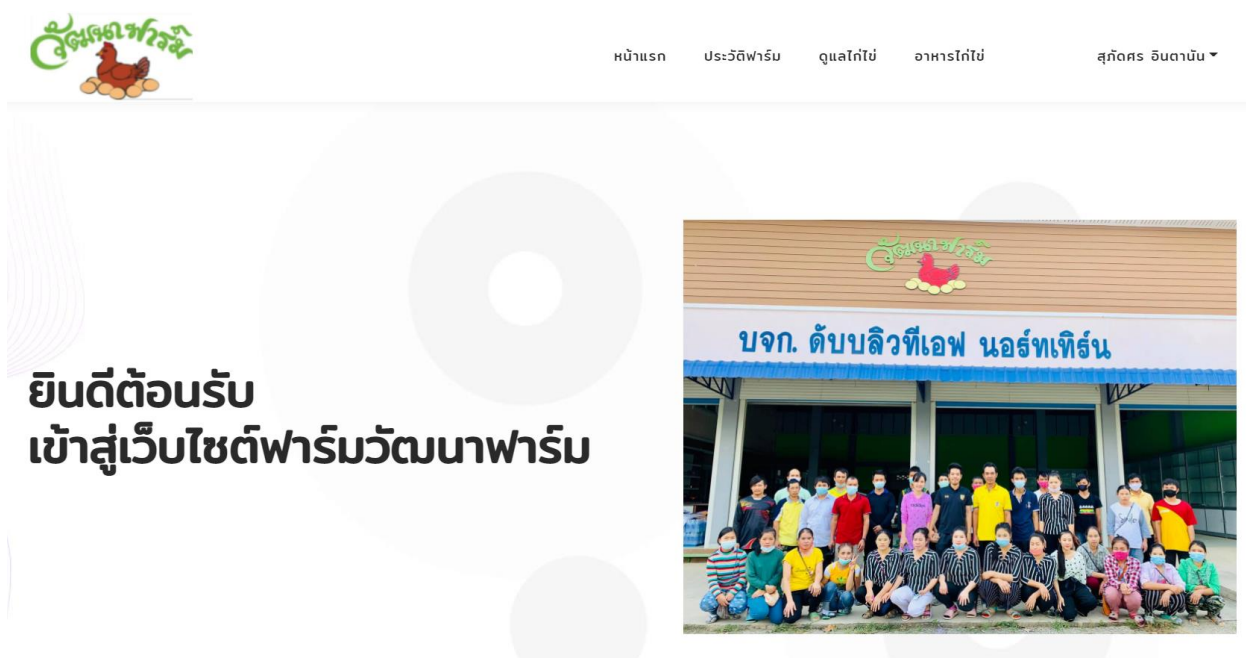 วัฒนาฟาร์ม
หน้าแรก ประวัติฟาร์ม ดูแลไก่ไข่ อาหารไก่ไข่ สุภัดศร อินตานัน
วัฒนาฟาร์ม
บจก. ดับบลิวทีเอฟ นอร์ทเทิร์น
ยินดีต้อนรับ
เข้าสู่เว็บไซต์ฟาร์มวัฒนาฟาร์ม